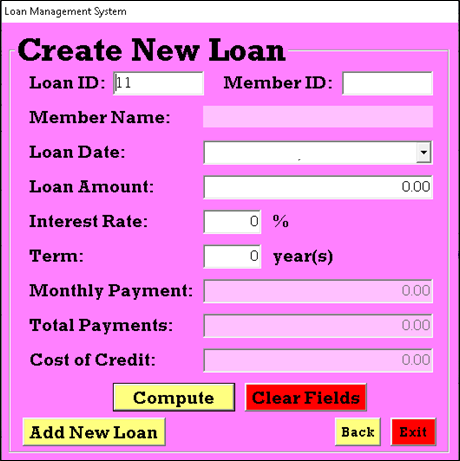 Loan Management System
Create New Loan
Loan ID: 11 Member ID:
Member Name:
Loan Date:
Loan Amount: 0.00
Interest Rate: 0 %
Term: 0 year(s)
Monthly Payment: 0.00
Total Payments: 0.00
Cost of Credit: 0.00
Compute Clear Fields
Add New Loan Back Exit